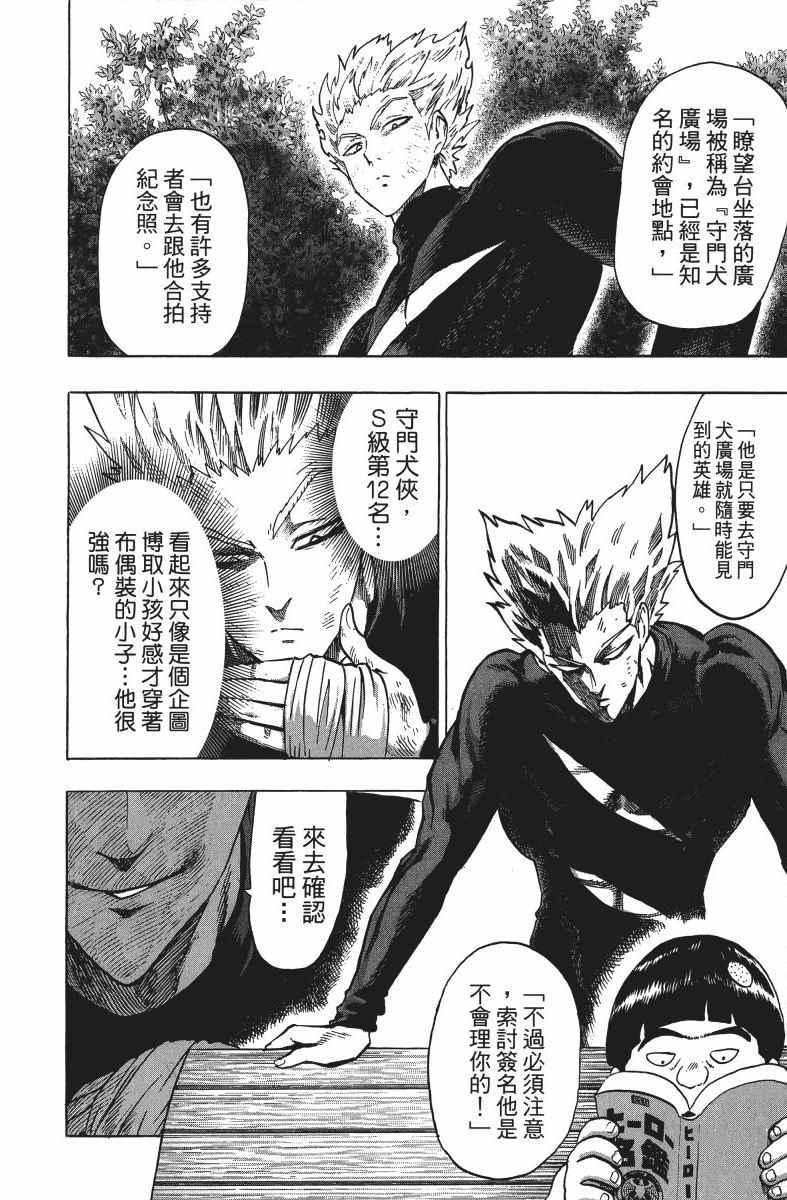 「瞭望台坐落的廣
場被稱為『守門犬
廣場』，已經是知
名的約會地點，」
「也有許多支持
者會去跟他合拍
紀念照。」
「他是只要去守門
犬廣場就隨時能見
到的英雄。」
守門犬俠，
S級第12名…
看起來只像是個企圖
博取小孩好感才穿著
布偶裝的小子…他很
強嗎？
來去確認
看看吧…
「不過必須注意
，索討簽名他是
不會理你的！」
ヒーロー
名鑑
ヒーロー